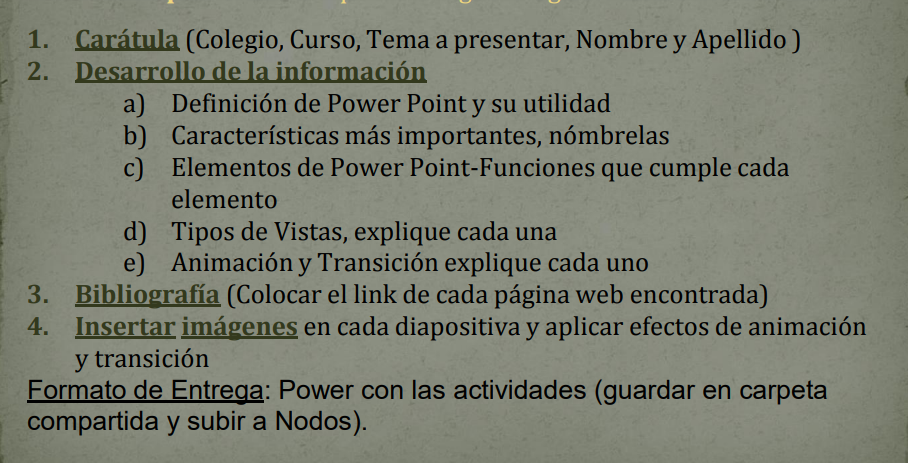 1. Carátula (Colegio, Curso, Tema a presentar, Nombre y Apellido )
2. Desarrollo de la información
a) Definición de Power Point y su utilidad
b) Características más importantes, nómbrelas
c) Elementos de Power Point-Funciones que cumple cada
elemento
d) Tipos de Vistas, explique cada una
e) Animación y Transición explique cada uno
3. Bibliografía (Colocar el link de cada página web encontrada)
4. Insertar imágenes en cada diapositiva y aplicar efectos de animación
y transición
Formato de Entrega: Power con las actividades (guardar en carpeta
compartida y subir a Nodos).